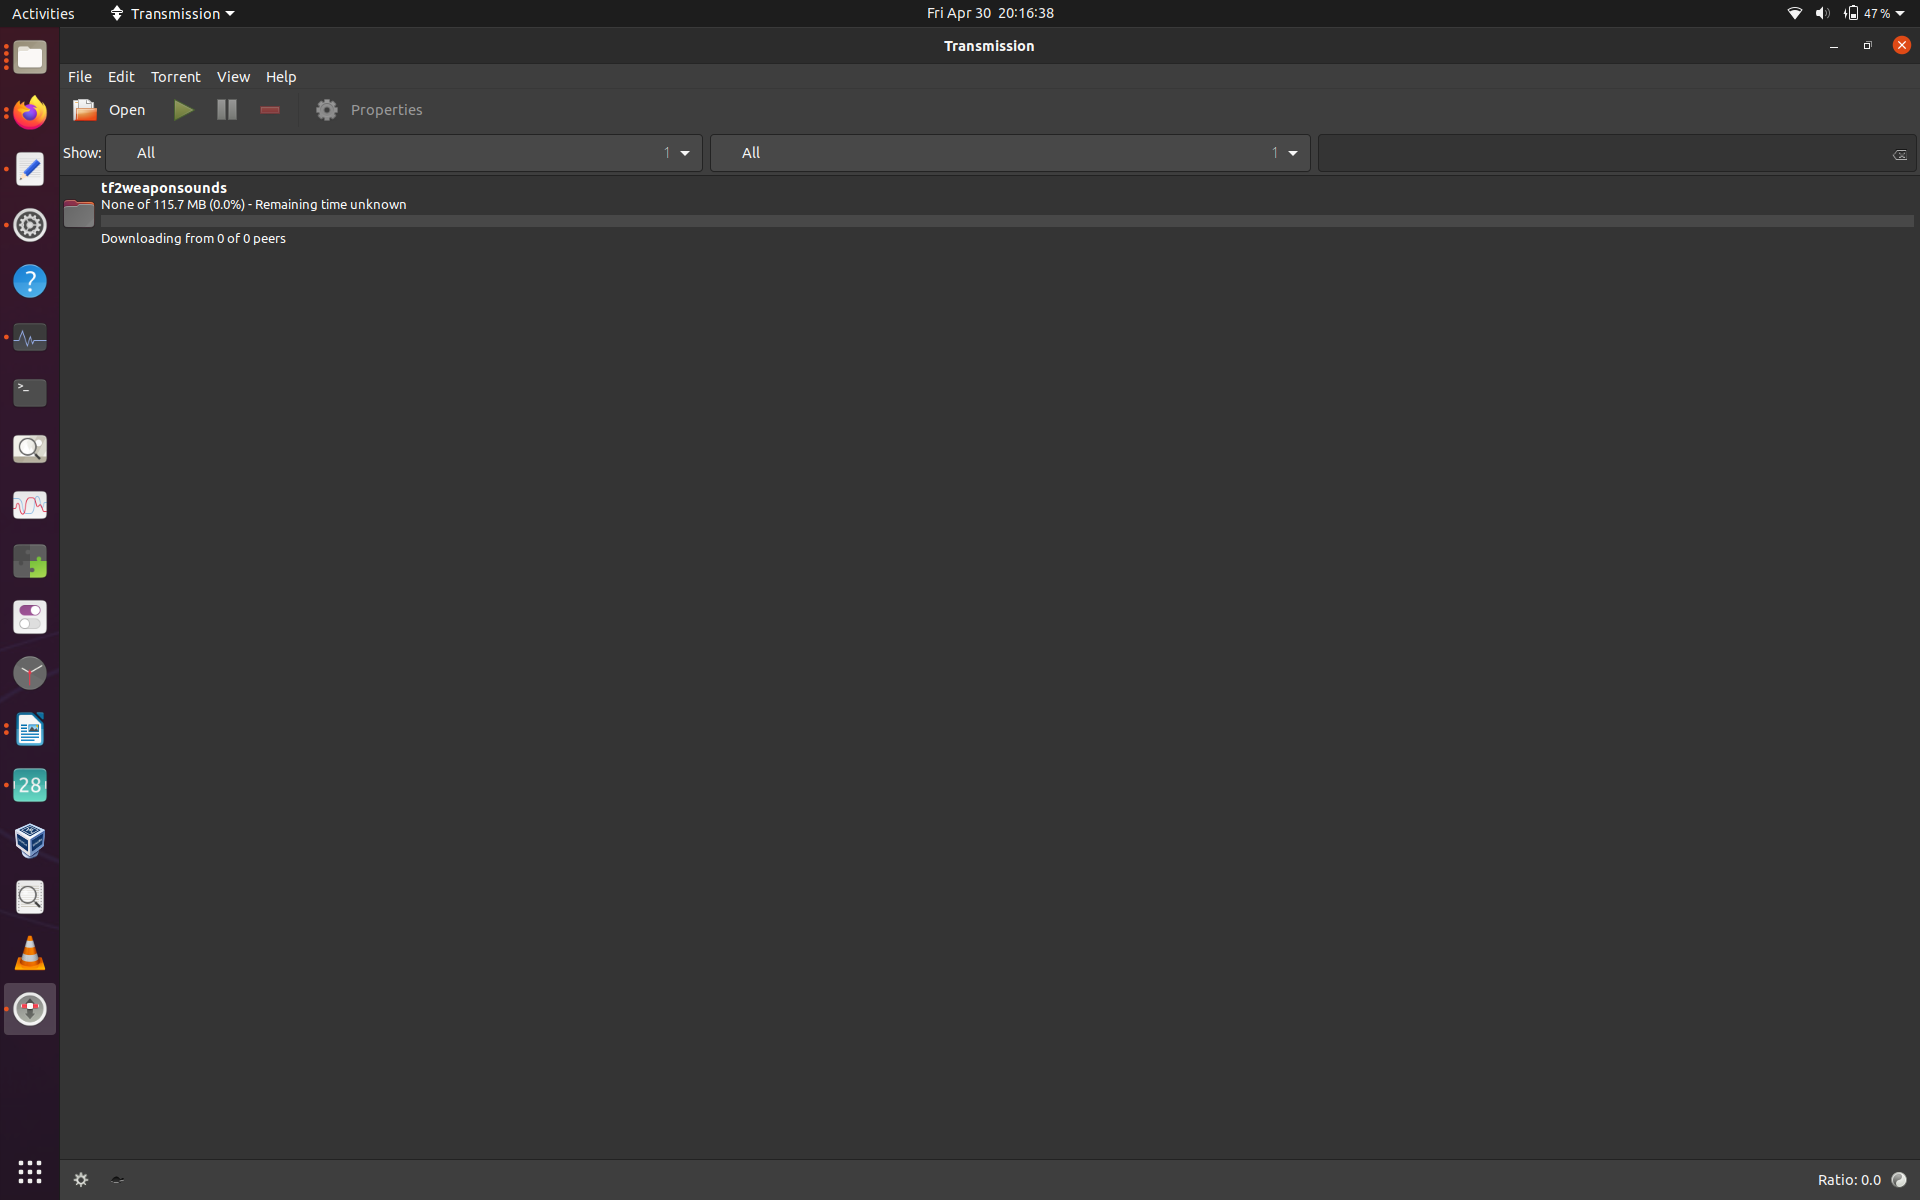 Activities Transmission Fri Apr 30 20:16:38 47 %
Transmission
File Edit Torrent View Help
Open Properties
Show: All 1 All 1
tf2weaponsounds
None of 115.7 MB (0.0%) - Remaining time unknown
Downloading from 0 of 0 peers
?
>_
28
Ratio: 0.0